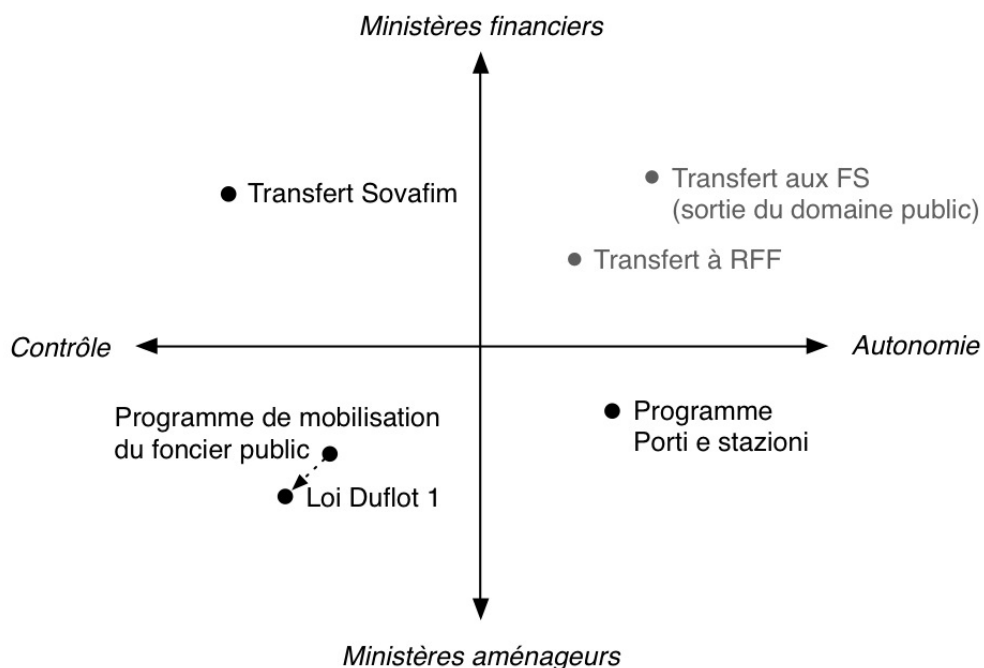 Ministères financiers
Transfert Sovafim
Transfert aux FS
(sortie du domaine public)
Transfert à RFF
Contrôle
Autonomie
Programme de mobilisation
du foncier public
Programme
Porti e stazioni
Loi Duflot 1
Ministères aménageurs